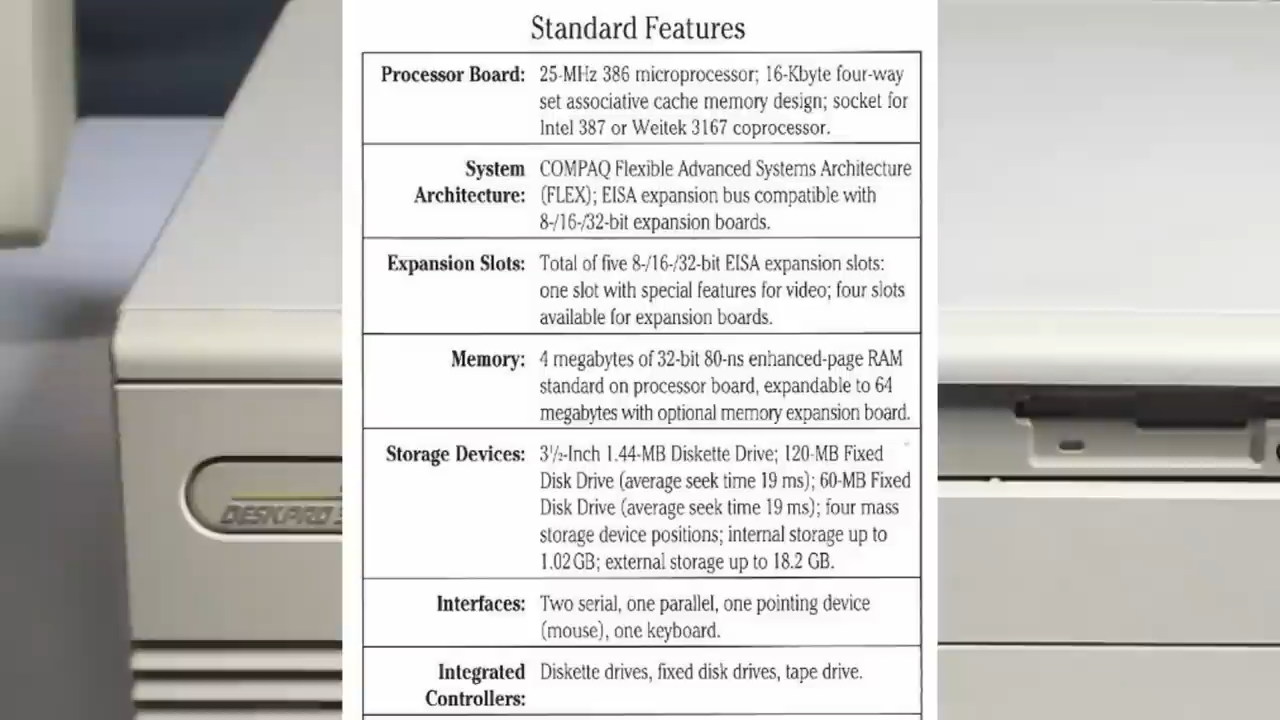 Standard Features
Processor Board: 25-MHz 386 microprocessor; 16-Kbyte four-way
set associative cache memory design; socket for
Intel 387 or Weitek 3167 coprocessor.
System COMPAQ Flexible Advanced Systems Architecture
Architecture: (FLEX); EISA expansion bus compatible with
8-/16-/32-bit expansion boards.
Expansion Slots: Total of five 8-/16-/32-bit EISA expansion slots:
one slot with special features for video; four slots
available for expansion boards.
Memory: 4 megabytes of 32-bit 80-ns enhanced-page RAM
standard on processor board, expandable to 64
megabytes with optional memory expansion board.
Storage Devices: 3½-Inch 1.44-MB Diskette Drive; 120-MB Fixed
Disk Drive (average seek time 19 ms); 60-MB Fixed
Disk Drive (average seek time 19 ms); four mass
storage device positions; internal storage up to
1.02 GB; external storage up to 18.2 GB.
Interfaces: Two serial, one parallel, one pointing device
(mouse), one keyboard.
Integrated Diskette drives, fixed disk drives, tape drive.
Controllers:
DESKPRO